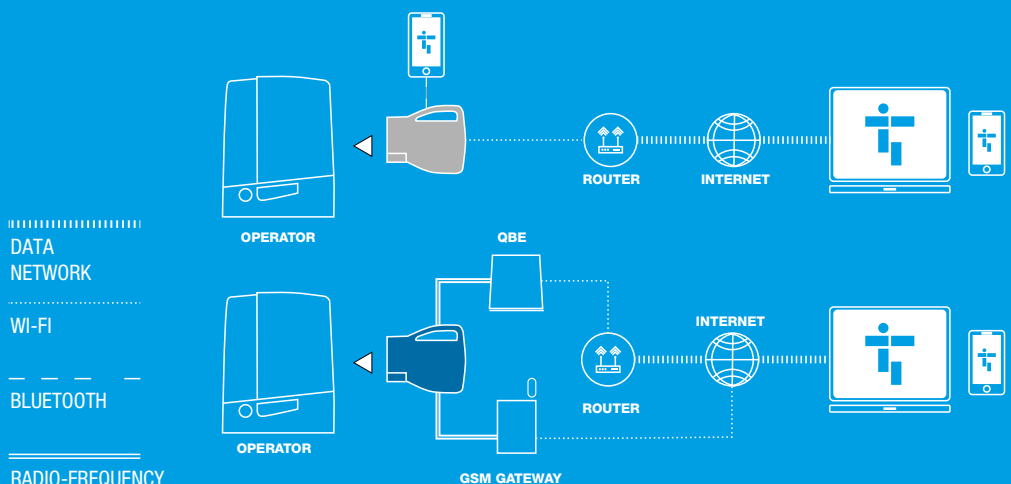 ROUTER
INTERNET
OPERATOR
QBE
DATA
NETWORK
WI-FI
BLUETOOTH
RADIO-FREQUENCY
INTERNET
ROUTER
OPERATOR
GSM GATEWAY